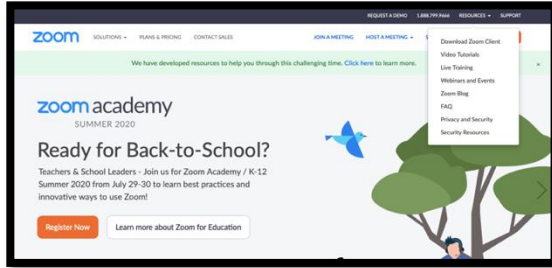 REQUEST A DEMO 1.888.799.9666 RESOURCES SUPPORT
zoom SOLUTIONS PLANS & PRICING CONTACT SALES JOIN A MEETING HOST A MEETING
Download Zoom Client
Video Tutorials
Live Training
Webinars and Events
Zoom Blog
FAQ
Privacy and Security
Security Resources
We have developed resources to help you through this challenging time. Click here to learn more. ×
zoom academy
SUMMER 2020
Ready for Back-to-School?
Teachers & School Leaders - Join us for Zoom Academy / K-12
Summer 2020 from July 29-30 to learn best practices and
innovative ways to use Zoom!
Register Now Learn more about Zoom for Education